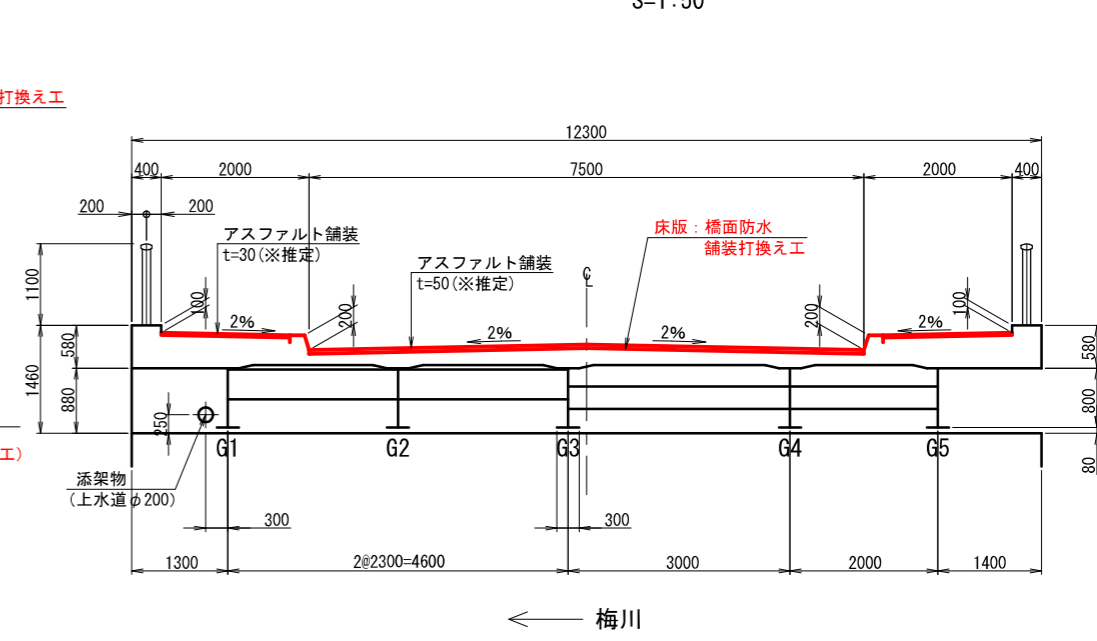 S=1:50
打換え工
12300
400
2000
7500
2000
400
200
200
アスファルト舗装
t=30(※推定)
アスファルト舗装
t=50(※推定)
床版：橋面防水
舗装打換え工
℄
1100
100
200
200
100
2%
2%
2%
2%
580
1460
880
250
580
800
80
G1
G2
G3
G4
G5
工)
添架物
(上水道φ200)
300
300
1300
2@2300=4600
3000
2000
1400
梅川